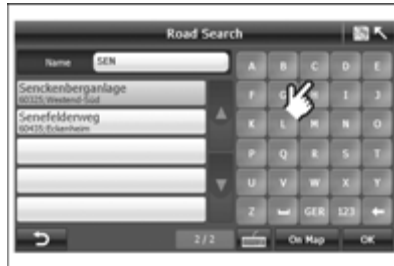 Road Search
Name SEN
Senckenberganlage
60325, Westend-Süd
Senefelderweg
60435, Eckenheim
A B C D E
F G I J
K L M N O
P Q R S T
U V W X Y
Z GER 123
2/2 On Map OK